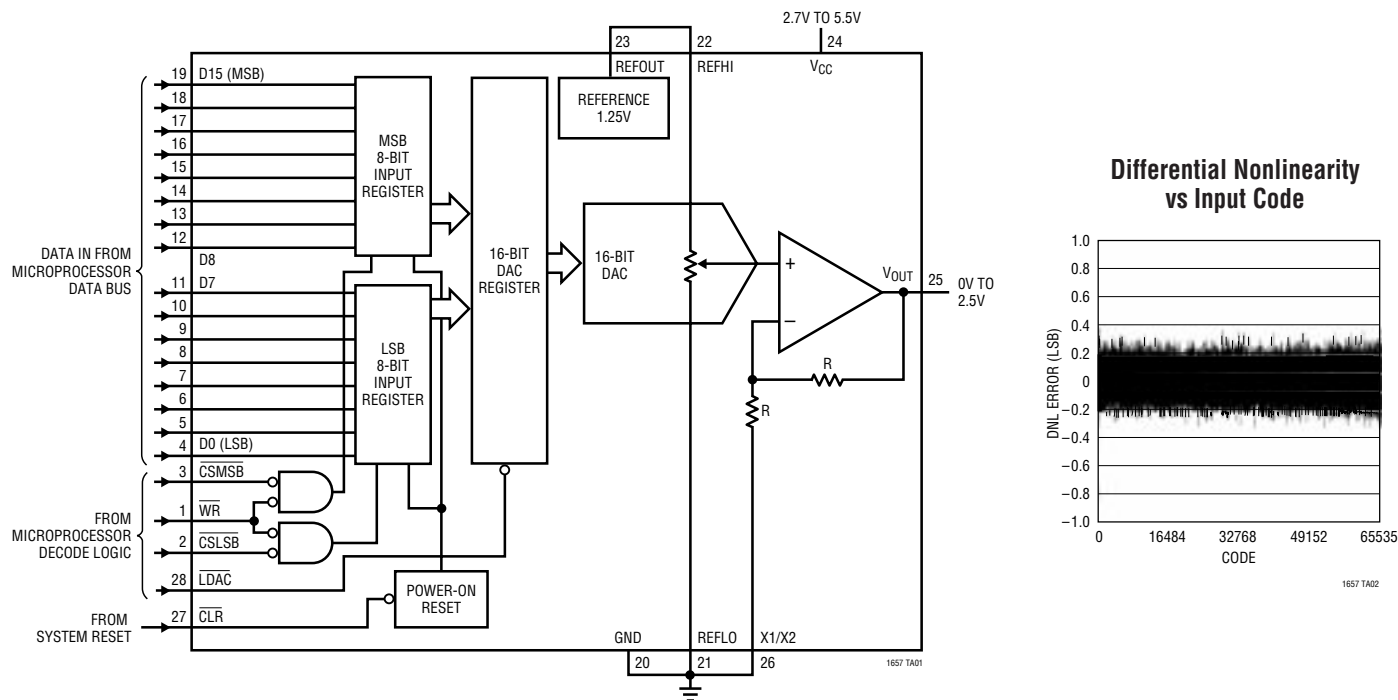 2.7V TO 5.5V
23
22
24
REFOUT
REFHI
VCC
19 D15 (MSB)
18
17
16
15
14
13
12
D8
11 D7
10
9
8
7
6
5
4 D0 (LSB)
3 CSMSB
1 WR
2 CSLSB
28 LDAC
27 CLR
DATA IN FROM
MICROPROCESSOR
DATA BUS
FROM
MICROPROCESSOR
DECODE LOGIC
FROM
SYSTEM RESET
MSB
8-BIT
INPUT
REGISTER
LSB
8-BIT
INPUT
REGISTER
16-BIT
DAC
REGISTER
REFERENCE
1.25V
16-BIT
DAC
+
–
R
R
VOUT
25
0V TO
2.5V
POWER-ON
RESET
GND
REFLO
X1/X2
20
21
26
1657 TA01
Differential Nonlinearity
vs Input Code
DNL ERROR (LSB)
1.0
0.8
0.6
0.4
0.2
0
–0.2
–0.4
–0.6
–0.8
–1.0
0
16484
32768
49152
65535
CODE
1657 TA02